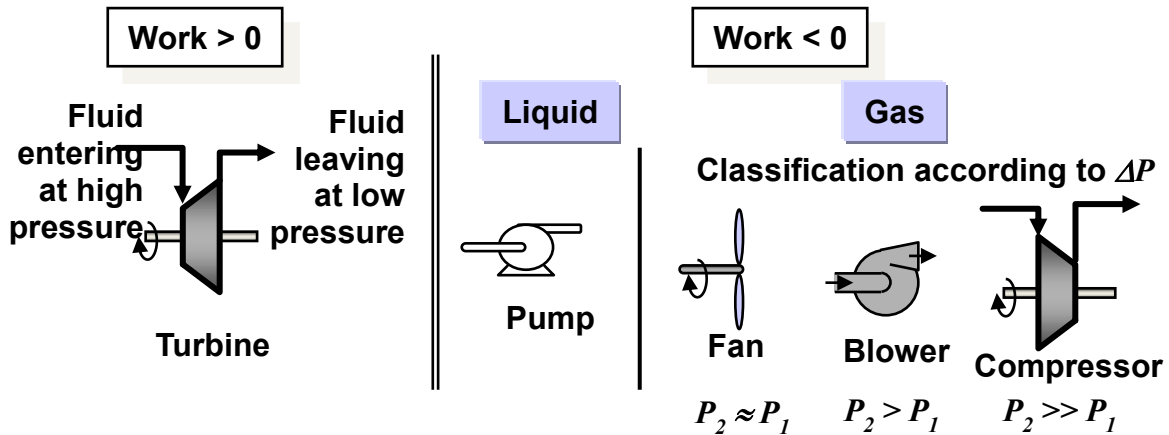 Work > 0
Work < 0
Fluid
entering
at high
pressure
Fluid
leaving
at low
pressure
Turbine
Liquid
Pump
Gas
Classification according to ΔP
Fan
Blower
Compressor
P₂ ≈ P₁
P₂ > P₁
P₂ >> P₁